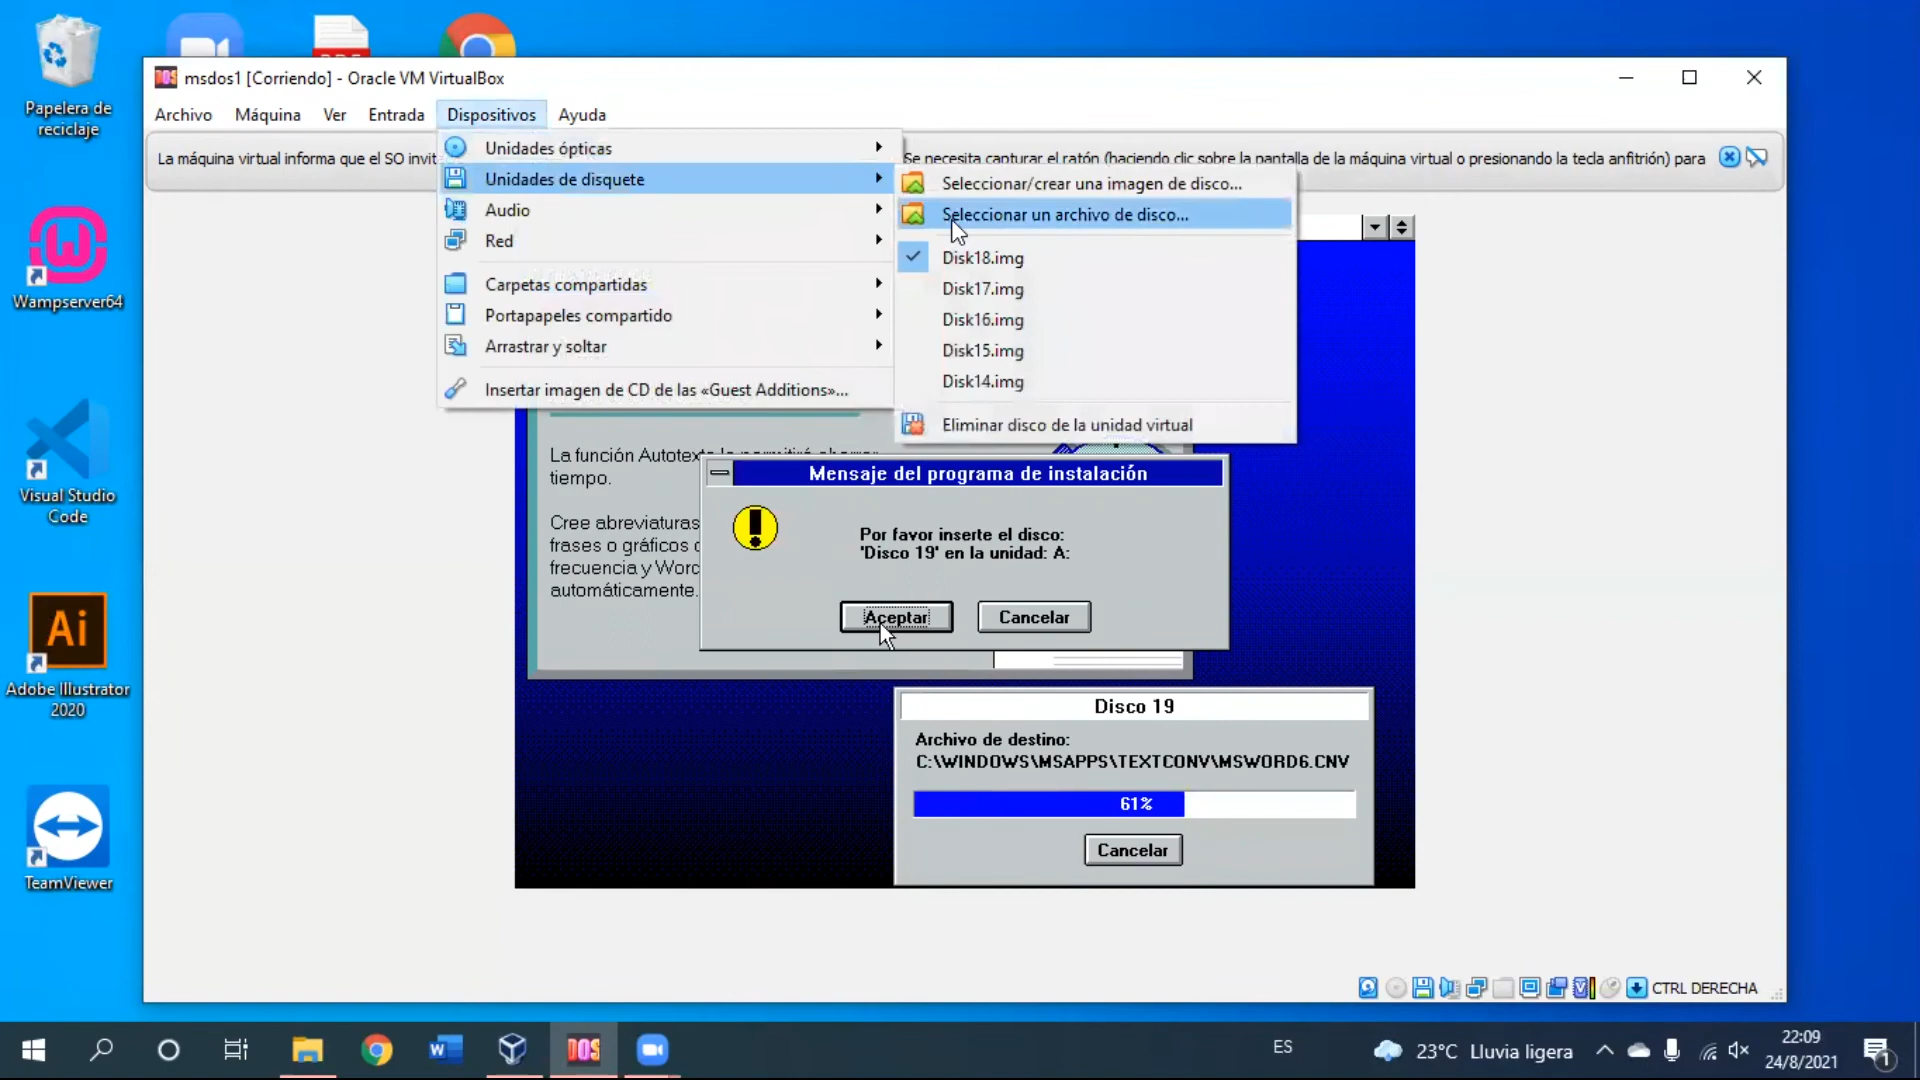 Papelera de
reciclaje
Wampserver64
Visual Studio
Code
Ai
Adobe Illustrator
2020
TeamViewer
msdos1 [Corriendo] - Oracle VM VirtualBox
Archivo Máquina Ver Entrada Dispositivos Ayuda
La máquina virtual informa que el SO invit
Se necesita capturar el ratón (haciendo clic sobre la pantalla de la máquina virtual o presionando la tecla anfitrión) para
Unidades ópticas
Unidades de disquete
Audio
Red
Carpetas compartidas
Portapapeles compartido
Arrastrar y soltar
Insertar imagen de CD de las «Guest Additions»...
Seleccionar/crear una imagen de disco...
Seleccionar un archivo de disco...
Disk18.img
Disk17.img
Disk16.img
Disk15.img
Disk14.img
Eliminar disco de la unidad virtual
La función Autotexto le permitirá ahorrar
tiempo.
Cree abreviaturas
frases o gráficos
frecuencia y Word
automáticamente.
Mensaje del programa de instalación
Por favor inserte el disco:
'Disco 19' en la unidad: A:
Aceptar Cancelar
Disco 19
Archivo de destino:
C:\WINDOWS\MSAPPS\TEXTCONV\MSWORD6.CNV
61%
Cancelar
CTRL DERECHA
DOS
ES
23°C Lluvia ligera
22:09
24/8/2021
1